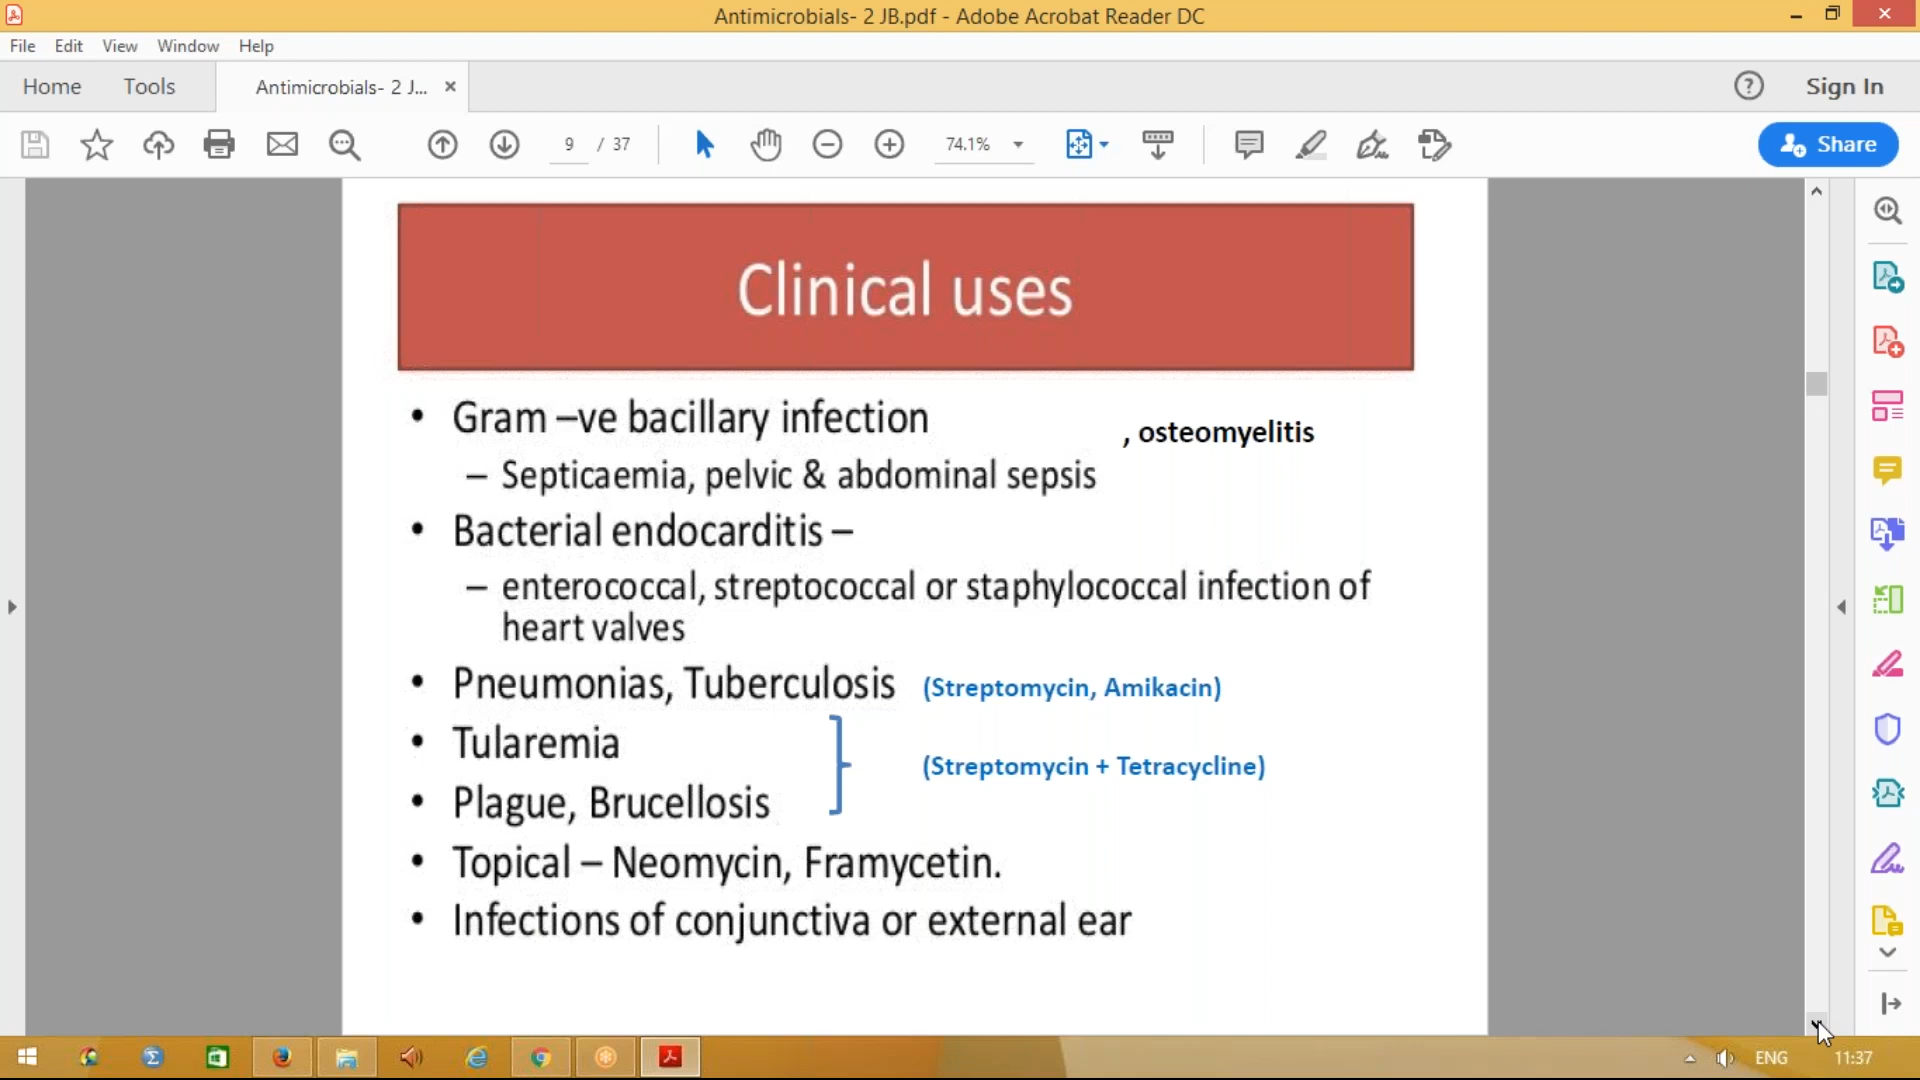 Antimicrobials- 2 JB.pdf - Adobe Acrobat Reader DC
File Edit View Window Help
Home Tools Antimicrobials- 2 J... × ? Sign In
9 / 37 74.1% Share
Clinical uses
• Gram –ve bacillary infection
, osteomyelitis
– Septicaemia, pelvic & abdominal sepsis
• Bacterial endocarditis –
– enterococcal, streptococcal or staphylococcal infection of
heart valves
• Pneumonias, Tuberculosis (Streptomycin, Amikacin)
• Tularemia
(Streptomycin + Tetracycline)
• Plague, Brucellosis
• Topical – Neomycin, Framycetin.
• Infections of conjunctiva or external ear
ENG 11:37